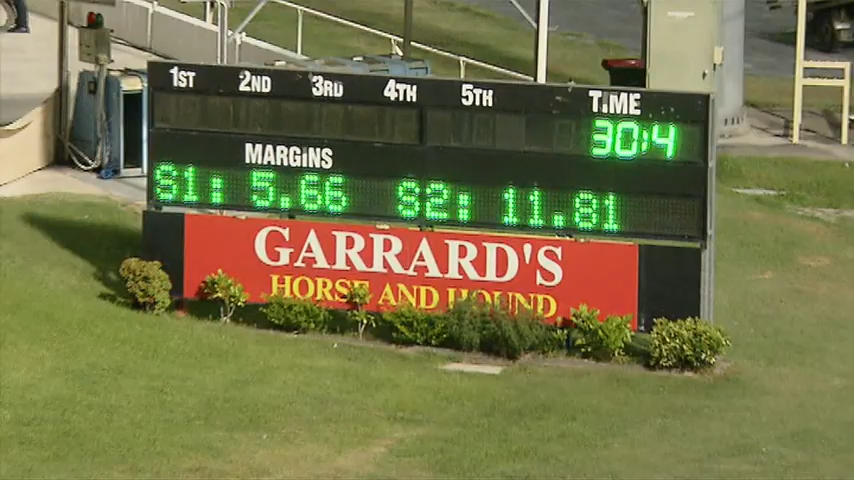 1ST 2ND 3RD 4TH 5TH TIME
30:4
MARGINS
S1: 5.66 S2: 11.81
GARRARD'S
HORSE AND HOUND